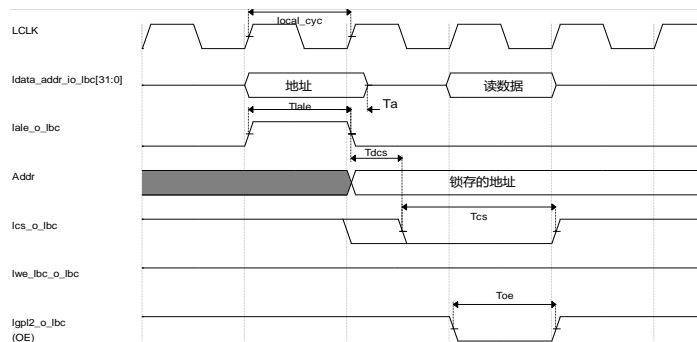 local_cyc
LCLK
ldata_addr_io_lbc[31:0]
地址
读数据
Ta
Tlale
lale_o_lbc
Tdcs
Addr
锁存的地址
Tcs
lcs_o_lbc
lwe_lbc_o_lbc
Toe
lgpl2_o_lbc
(OE)